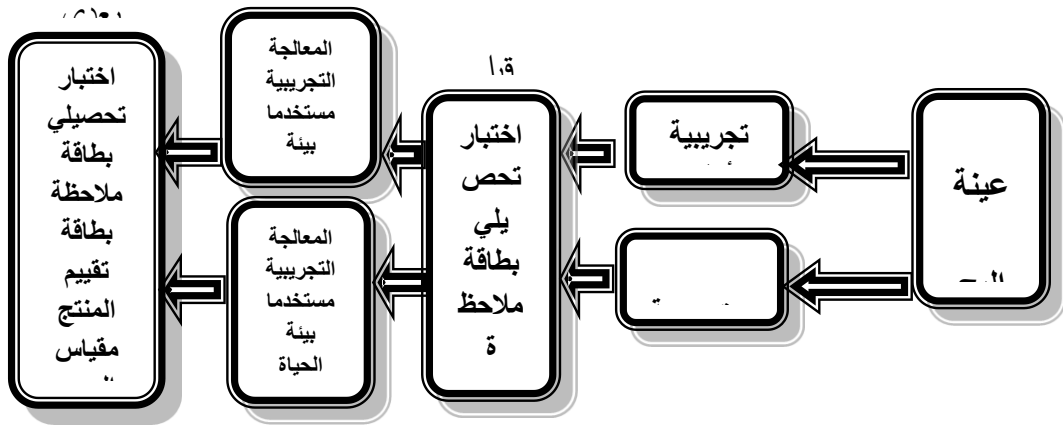 عينة
تجريبية
اختبار
تحص
يلي
بطاقة
ملاحظ
ة
المعالجة
التجريبية
مستخدما
بيئة
المعالجة
التجريبية
مستخدما
بيئة
الحياة
اختبار
تحصيلي
بطاقة
ملاحظة
بطاقة
تقييم
المنتج
مقياس